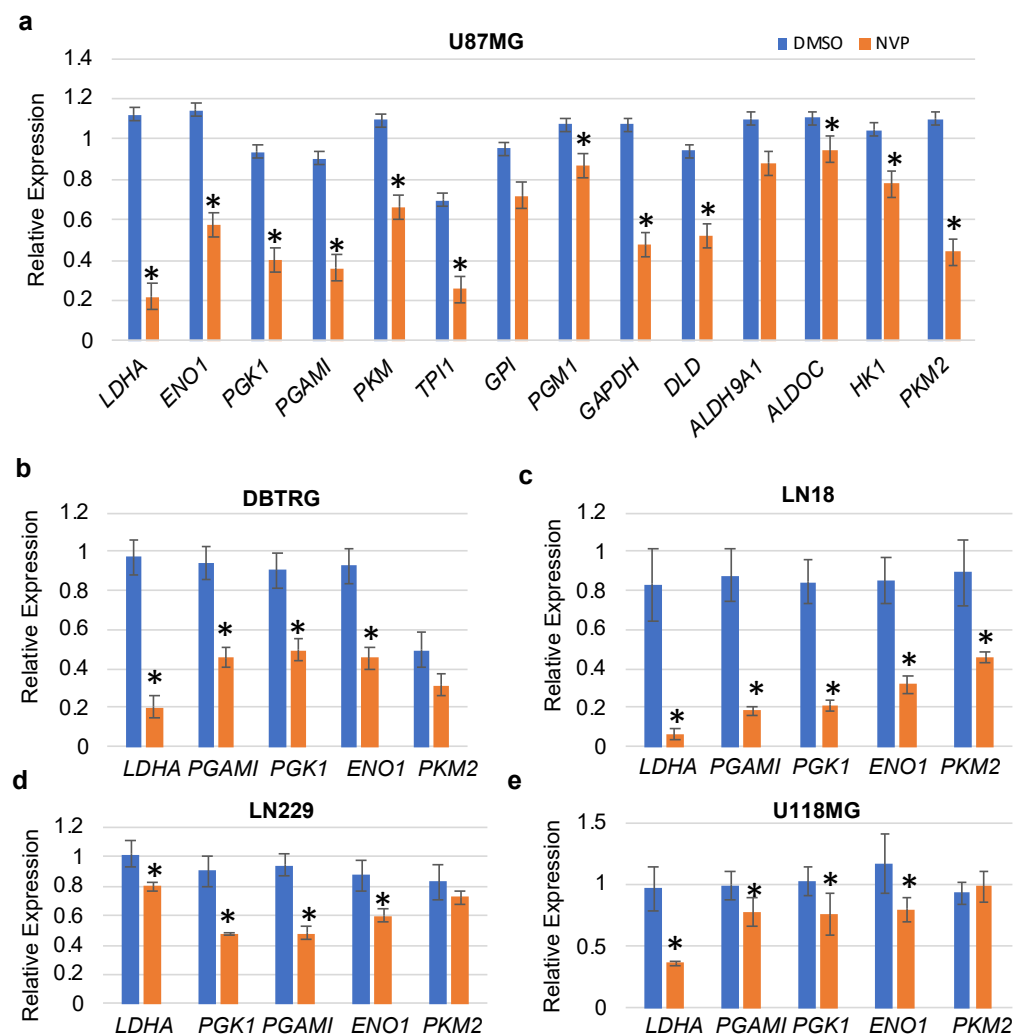 a
U87MG
DMSO NVP
Relative Expression
1.4
1.2
1
0.8
0.6
0.4
0.2
0
* * * * * * * * * * * *
LDHA ENO1 PGK1 PGAMI PKM TPI1 GPI PGM1 GAPDH DLD ALDH9A1 ALDOC HK1 PKM2
b
DBTRG
Relative Expression
1.2
1
0.8
0.6
0.4
0.2
0
* * * *
LDHA PGAMI PGK1 ENO1 PKM2
c
LN18
Relative Expression
1.2
1
0.8
0.6
0.4
0.2
0
* * * * *
LDHA PGAMI PGK1 ENO1 PKM2
d
LN229
Relative Expression
1.2
1
0.8
0.6
0.4
0.2
0
* * * *
LDHA PGK1 PGAMI ENO1 PKM2
e
U118MG
Relative Expression
1.5
1
0.5
0
* * * *
LDHA PGAMI PGK1 ENO1 PKM2